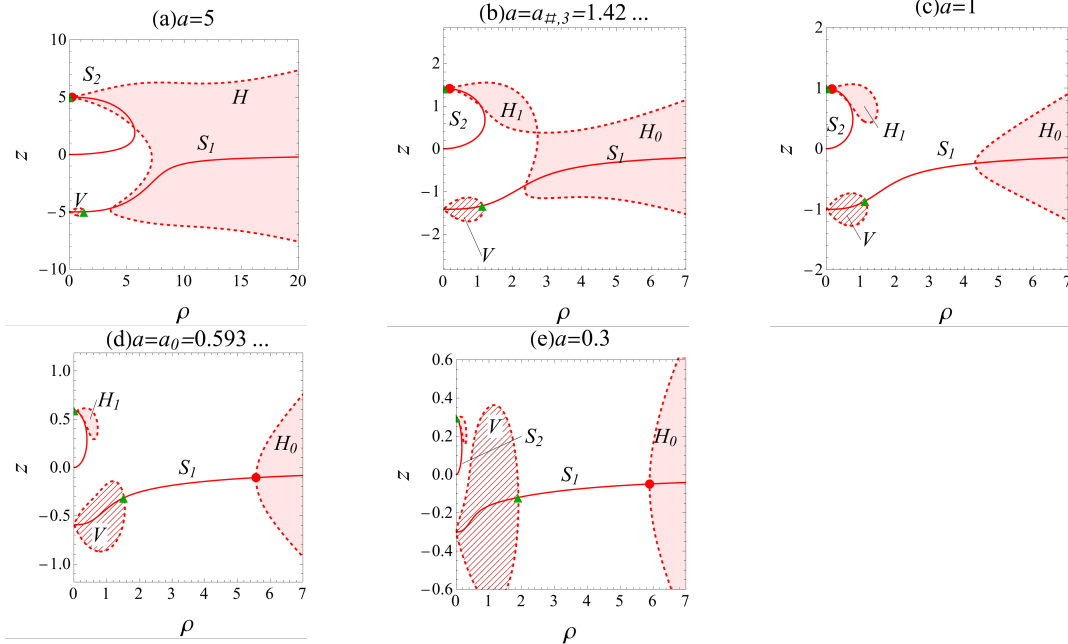 (a)a=5
10
5
0
−5
−10
0
5
10
15
20
z
ρ
S2
H
S1
V
(b)a=a#,3=1.42 ...
2
1
0
−1
−2
0
1
2
3
4
5
6
7
z
ρ
S2
H1
H0
S1
V
(c)a=1
2
1
0
−1
−2
0
1
2
3
4
5
6
7
z
ρ
S2
H1
H0
S1
V
(d)a=a0=0.593 ...
1.0
0.5
0.0
−0.5
−1.0
0
1
2
3
4
5
6
7
z
ρ
H1
H0
S1
V
(e)a=0.3
0.6
0.4
0.2
0.0
−0.2
−0.4
−0.6
0
1
2
3
4
5
6
7
z
ρ
V
S2
H0
S1